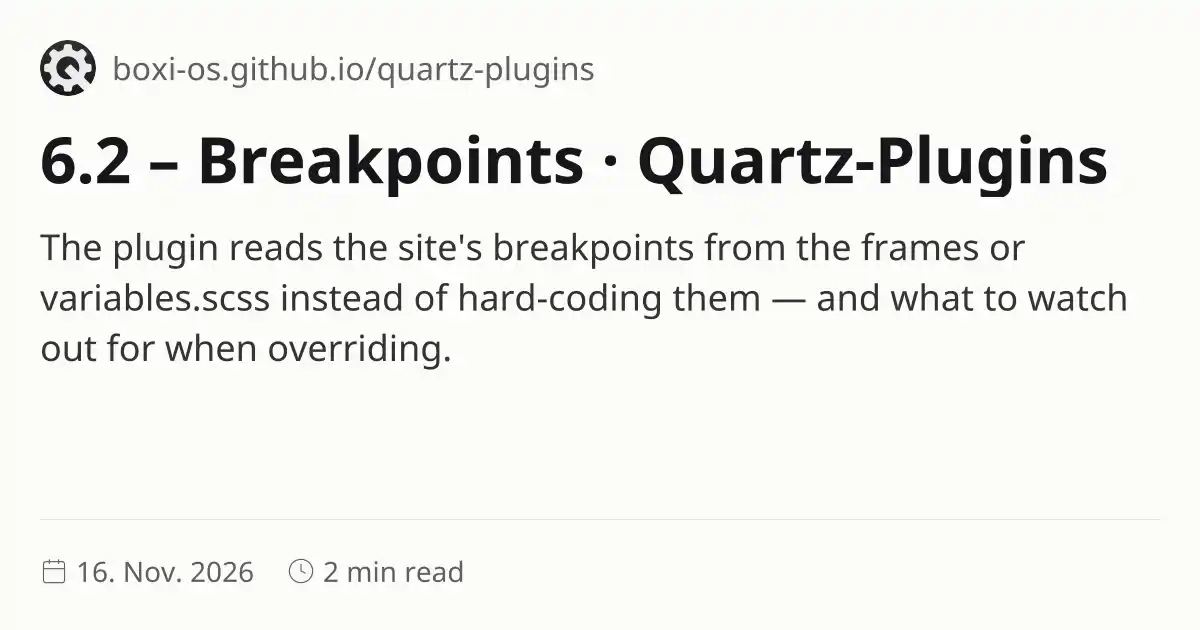 boxi-os.github.io/quartz-plugins
6.2 – Breakpoints · Quartz-Plugins
The plugin reads the site's breakpoints from the frames or
variables.scss instead of hard-coding them — and what to watch
out for when overriding.
16. Nov. 2026
2 min read